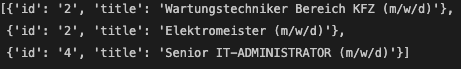 [{'id': '2', 'title': 'Wartungstechniker Bereich KFZ (m/w/d)'},
{'id': '2', 'title': 'Elektromeister (m/w/d)'},
{'id': '4', 'title': 'Senior IT-ADMINISTRATOR (m/w/d)'}]